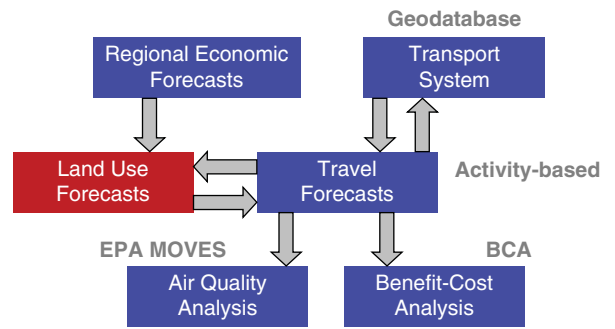 Geodatabase
Regional Economic
Forecasts
Transport
System
Land Use
Forecasts
Travel
Forecasts
Activity-based
EPA MOVES
BCA
Air Quality
Analysis
Benefit-Cost
Analysis